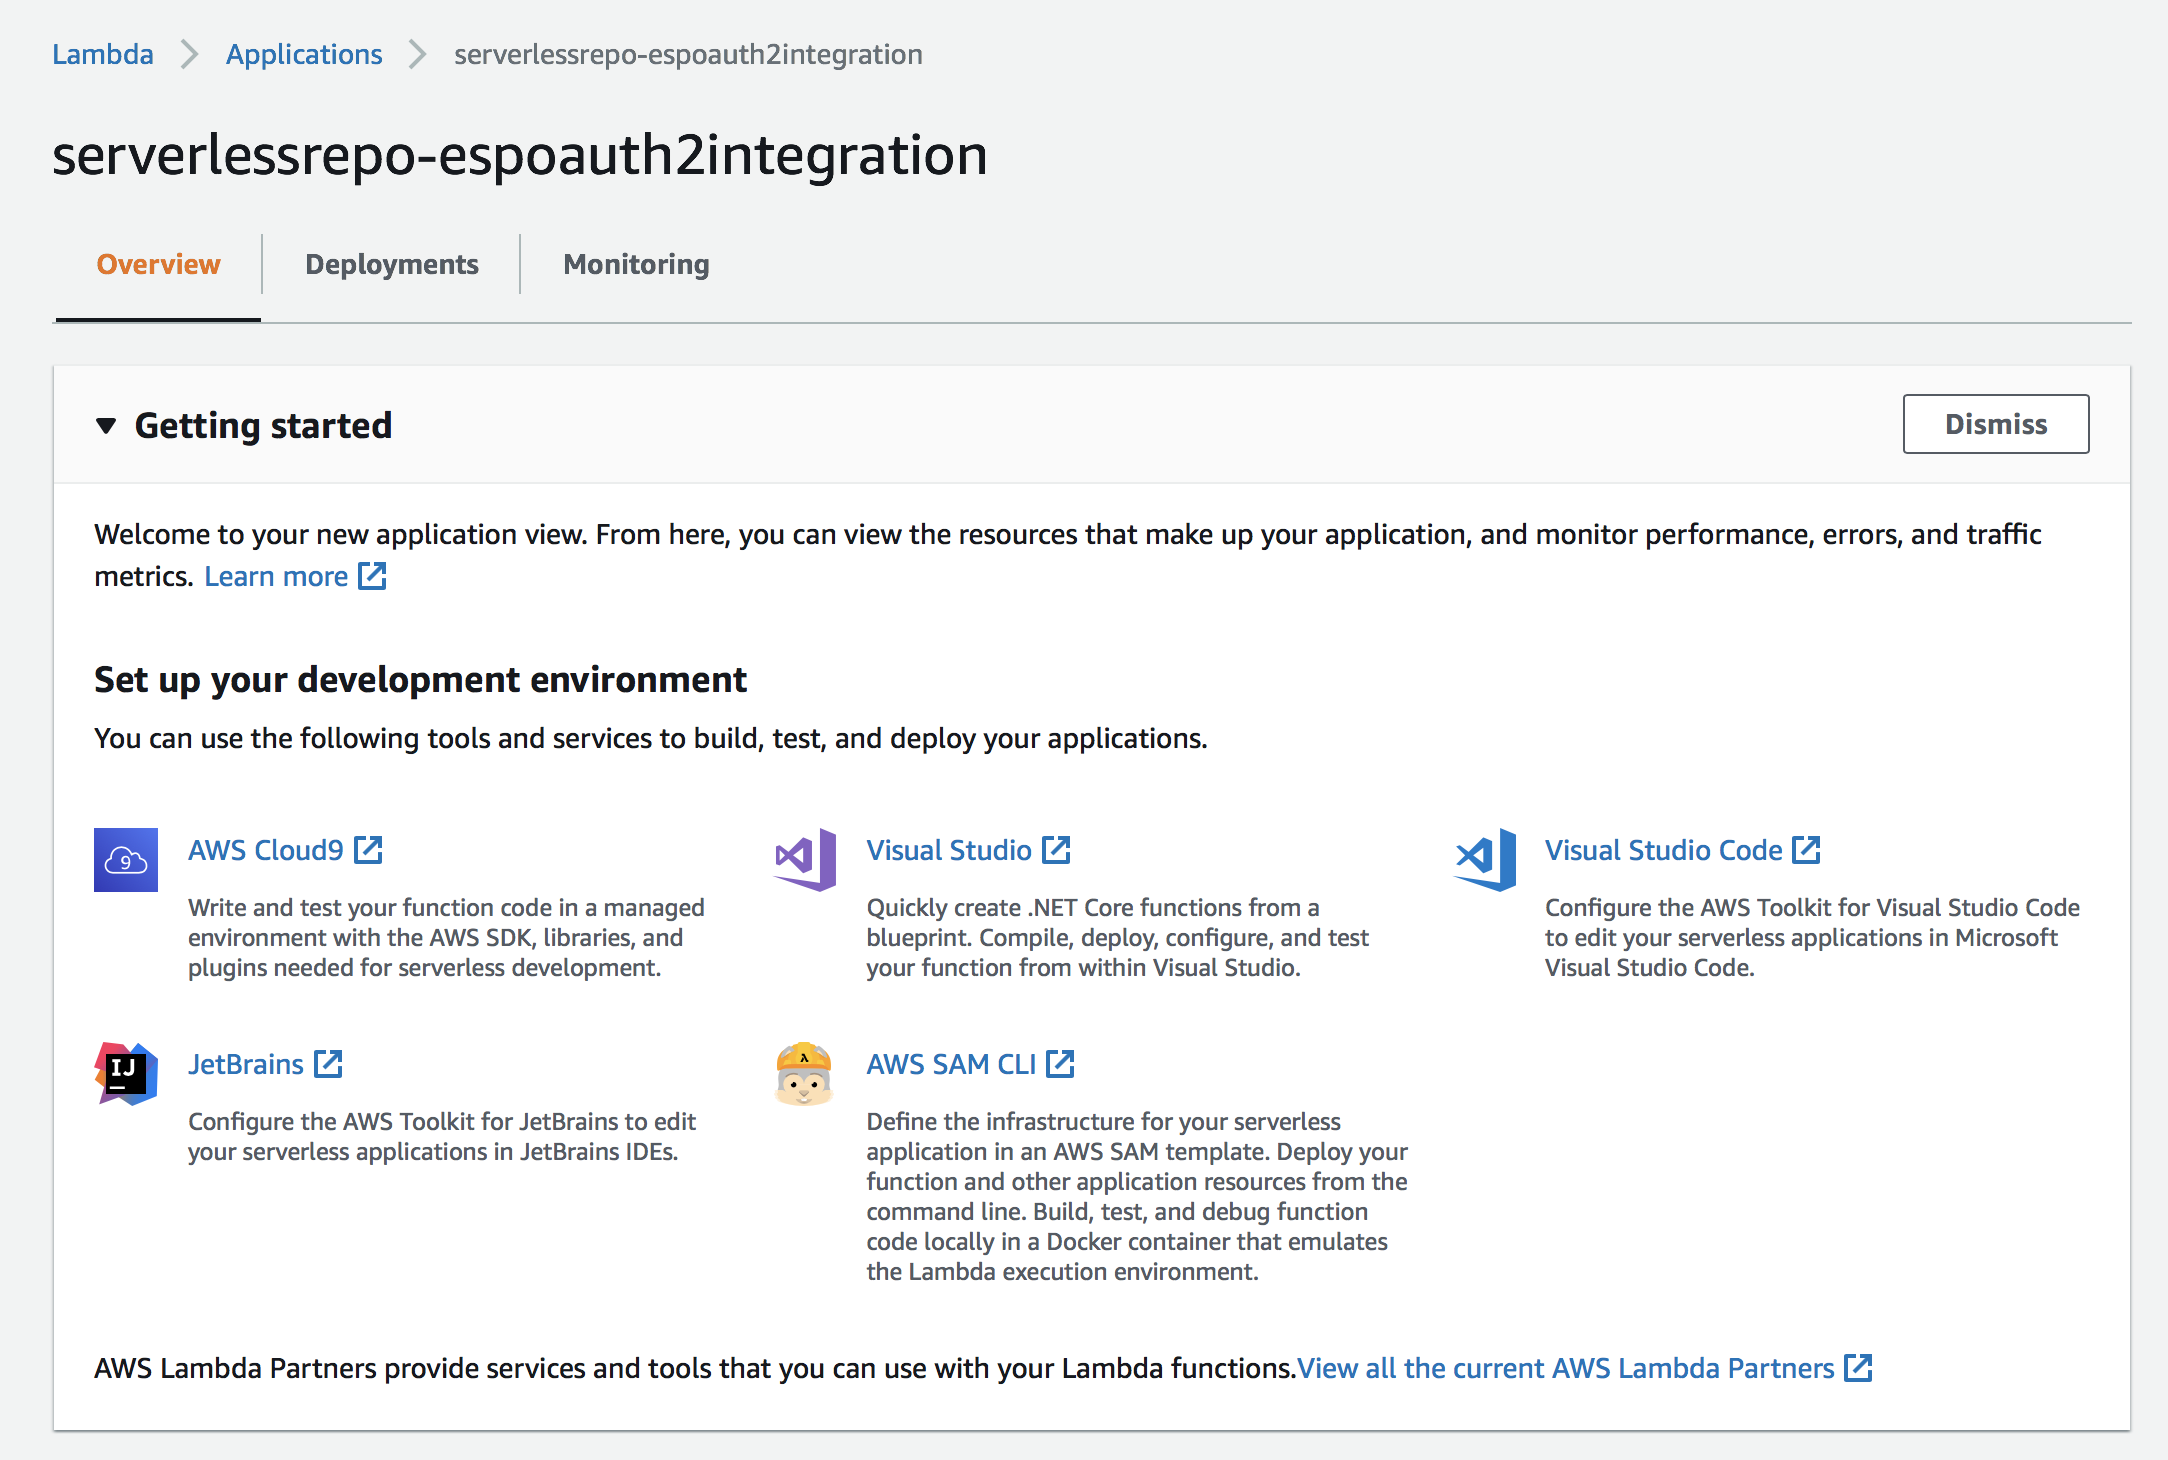 Lambda > Applications > serverlessrepo-espoauth2integration
serverlessrepo-espoauth2integration
Overview Deployments Monitoring
Getting started Dismiss
Welcome to your new application view. From here, you can view the resources that make up your application, and monitor performance, errors, and traffic
metrics. Learn more
Set up your development environment
You can use the following tools and services to build, test, and deploy your applications.
9
AWS Cloud9
Write and test your function code in a managed
environment with the AWS SDK, libraries, and
plugins needed for serverless development.
Visual Studio
Quickly create .NET Core functions from a
blueprint. Compile, deploy, configure, and test
your function from within Visual Studio.
Visual Studio Code
Configure the AWS Toolkit for Visual Studio Code
to edit your serverless applications in Microsoft
Visual Studio Code.
IJ
JetBrains
Configure the AWS Toolkit for JetBrains to edit
your serverless applications in JetBrains IDEs.
λ
AWS SAM CLI
Define the infrastructure for your serverless
application in an AWS SAM template. Deploy your
function and other application resources from the
command line. Build, test, and debug function
code locally in a Docker container that emulates
the Lambda execution environment.
AWS Lambda Partners provide services and tools that you can use with your Lambda functions.View all the current AWS Lambda Partners